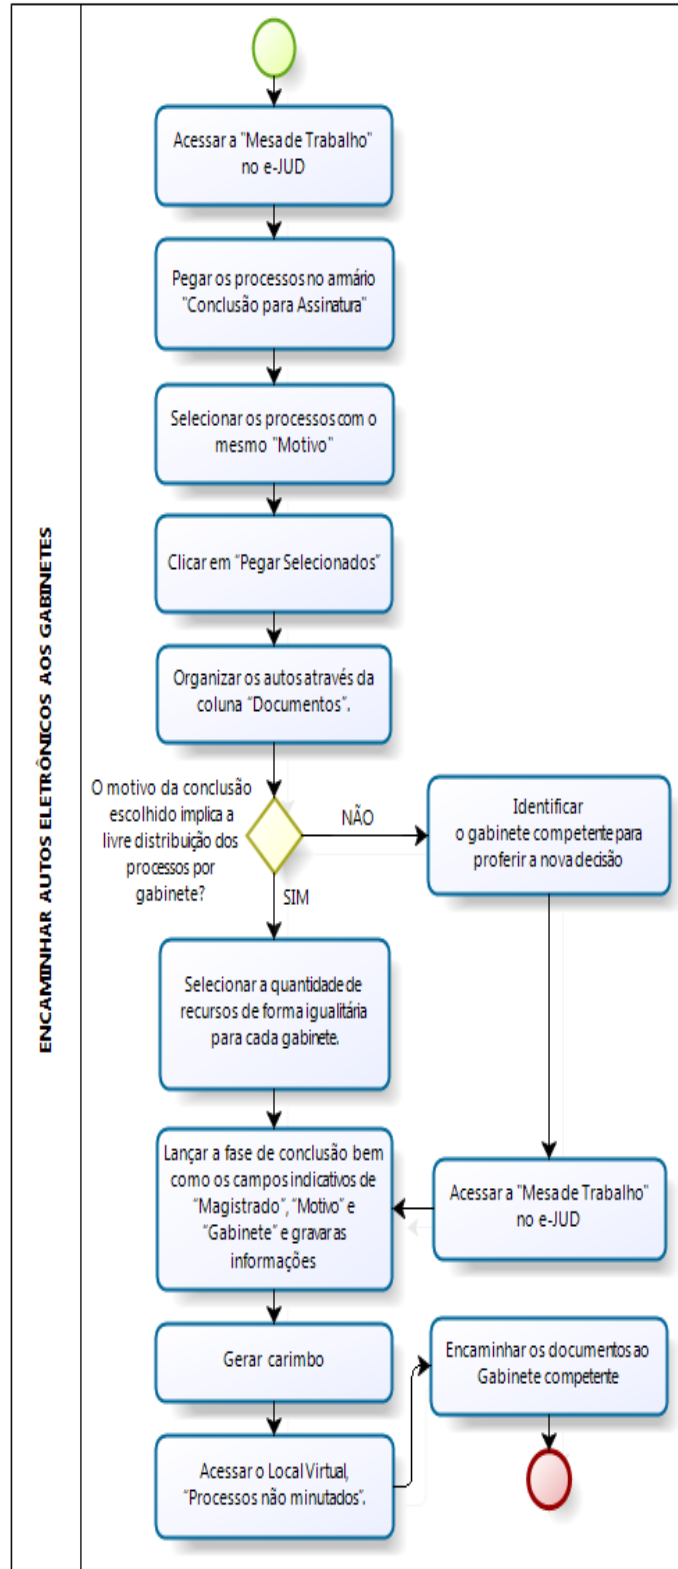 ENCAMINHAR AUTOS ELETRÔNICOS AOS GABINETES
Acessar a "Mesa de Trabalho"
no e-JUD
Pegar os processos no armário
"Conclusão para Assinatura"
Selecionar os processos com o
mesmo "Motivo"
Clicar em “Pegar Selecionados”
Organizar os autos através da
coluna “Documentos”.
O motivo da conclusão
escolhido implica a
livre distribuição dos
processos por
gabinete?
NÃO
Identificar
o gabinete competente para
proferir a nova decisão
SIM
Selecionar a quantidade de
recursos de forma igualitária
para cada gabinete.
Lançar a fase de conclusão bem
como os campos indicativos de
“Magistrado”, “Motivo” e
“Gabinete” e gravar as
informações
Acessar a "Mesa de Trabalho"
no e-JUD
Gerar carimbo
Encaminhar os documentos ao
Gabinete competente
Acessar o Local Virtual,
“Processos não minutados”.